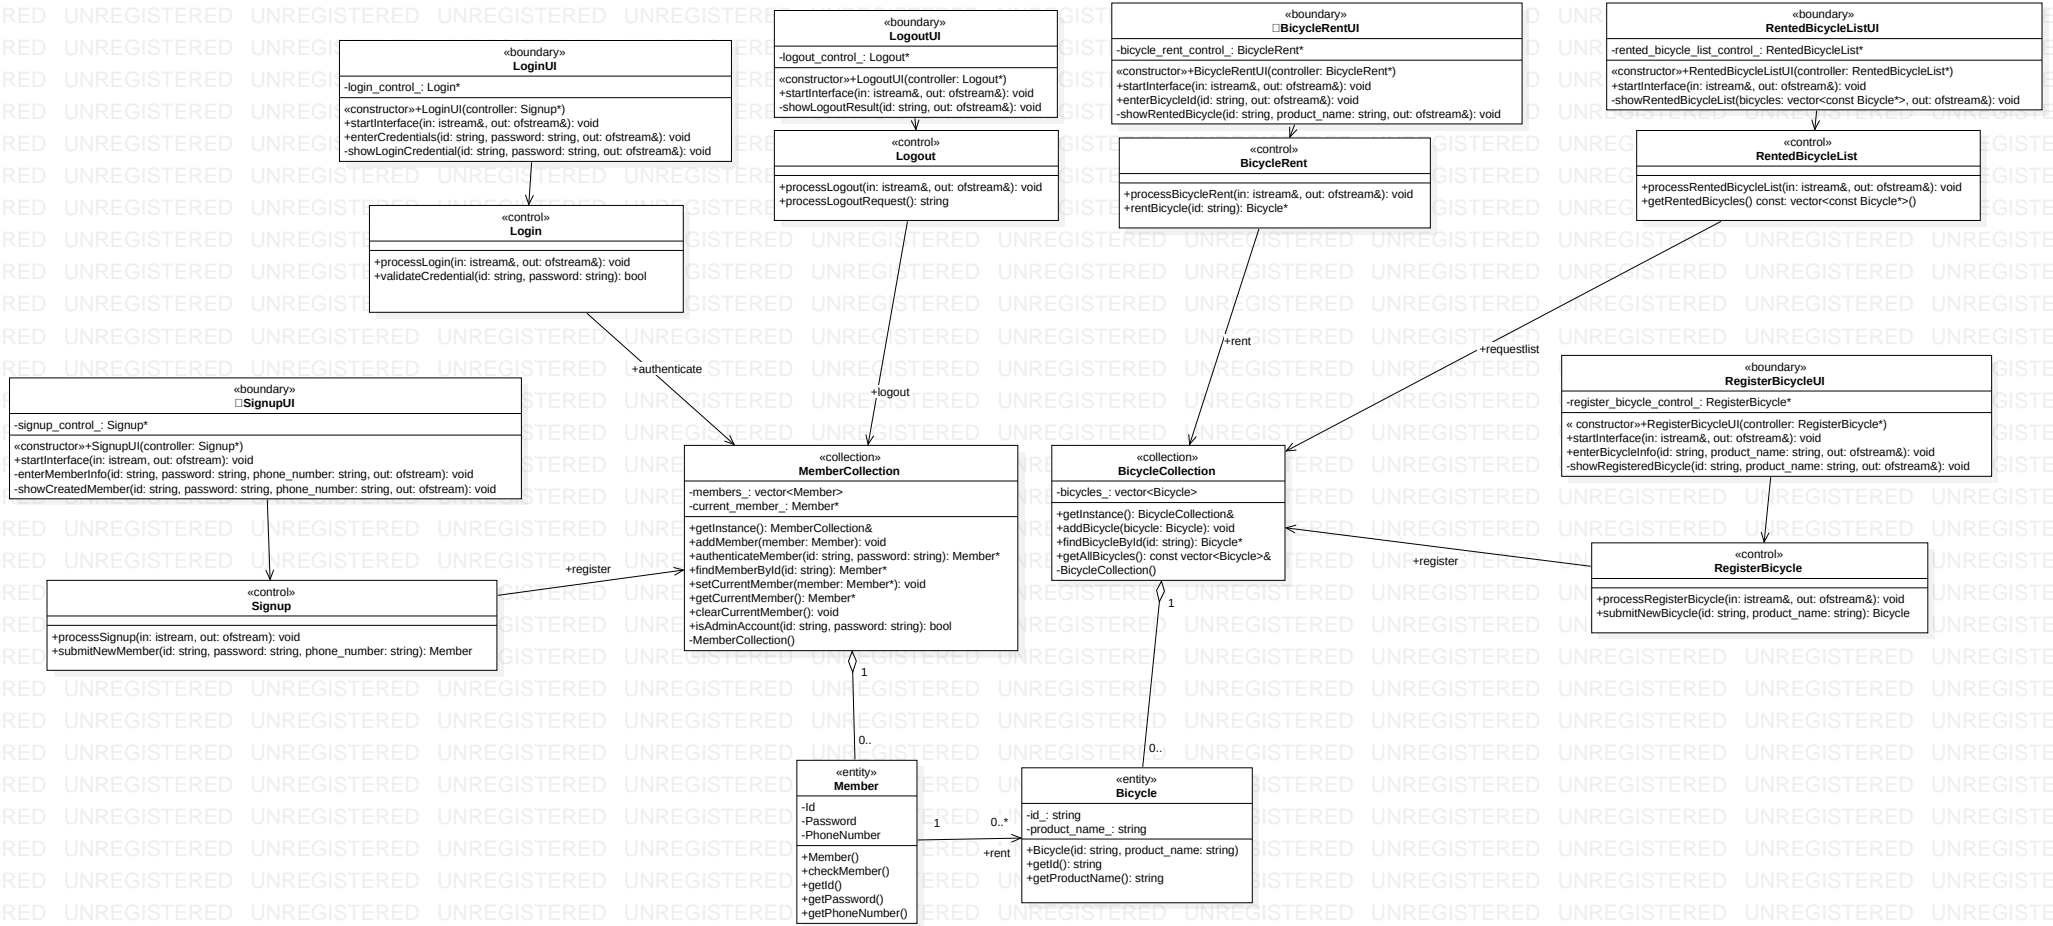 «boundary»
LoginUI
-login_control_: Login*
«constructor»+LoginUI(controller: Signup*)
+startInterface(in: istream&, out: ofstream&): void
+enterCredentials(id: string, password: string, out: ofstream&): void
-showLoginCredential(id: string, password: string, out: ofstream&): void
«boundary»
LogoutUI
-logout_control_: Logout*
«constructor»+LogoutUI(controller: Logout*)
+startInterface(in: istream&, out: ofstream&): void
-showLogoutResult(id: string, out: ofstream&): void
«boundary»
BicycleRentUI
-bicycle_rent_control_: BicycleRent*
«constructor»+BicycleRentUI(controller: BicycleRent*)
+startInterface(in: istream&, out: ofstream&): void
+enterBicycleId(id: string, out: ofstream&): void
-showRentedBicycle(id: string, product_name: string, out: ofstream&): void
«boundary»
RentedBicycleListUI
-rented_bicycle_list_control_: RentedBicycleList*
«constructor»+RentedBicycleListUI(controller: RentedBicycleList*)
+startInterface(in: istream&, out: ofstream&): void
-showRentedBicycleList(bicycles: vector<const Bicycle*>, out: ofstream&): void
«control»
Login
+processLogin(in: istream&, out: ofstream&): void
+validateCredential(id: string, password: string): bool
«control»
Logout
+processLogout(in: istream&, out: ofstream&): void
+processLogoutRequest(): string
«control»
BicycleRent
+processBicycleRent(in: istream&, out: ofstream&): void
+rentBicycle(id: string): Bicycle*
«control»
RentedBicycleList
+processRentedBicycleList(in: istream&, out: ofstream&): void
+getRentedBicycles() const: vector<const Bicycle*>()
+authenticate
+logout
+rent
+requestlist
«boundary»
SignupUI
-signup_control_: Signup*
«constructor»+SignupUI(controller: Signup*)
+startInterface(in: istream, out: ofstream): void
-enterMemberInfo(id: string, password: string, phone_number: string, out: ofstream): void
-showCreatedMember(id: string, password: string, phone_number: string, out: ofstream): void
«boundary»
RegisterBicycleUI
-register_bicycle_control_: RegisterBicycle*
« constructor»+RegisterBicycleUI(controller: RegisterBicycle*)
+startInterface(in: istream&, out: ofstream&): void
+enterBicycleInfo(id: string, product_name: string, out: ofstream&): void
-showRegisteredBicycle(id: string, product_name: string, out: ofstream&): void
«collection»
MemberCollection
-members_: vector<Member>
-current_member_: Member*
+getInstance(): MemberCollection&
+addMember(member: Member): void
+authenticateMember(id: string, password: string): Member*
+findMemberById(id: string): Member*
+setCurrentMember(member: Member*): void
+getCurrentMember(): Member*
+clearCurrentMember(): void
+isAdminAccount(id: string, password: string): bool
-MemberCollection()
«collection»
BicycleCollection
-bicycles_: vector<Bicycle>
+getInstance(): BicycleCollection&
+addBicycle(bicycle: Bicycle): void
+findBicycleById(id: string): Bicycle*
+getAllBicycles(): const vector<Bicycle>&
-BicycleCollection()
«control»
Signup
+processSignup(in: istream, out: ofstream): void
+submitNewMember(id: string, password: string, phone_number: string): Member
+register
+register
«control»
RegisterBicycle
+processRegisterBicycle(in: istream&, out: ofstream&): void
+submitNewBicycle(id: string, product_name: string): Bicycle
1
0..
1
0..
«entity»
Member
-Id
-Password
-PhoneNumber
+Member()
+checkMember()
+getId()
+getPassword()
+getPhoneNumber()
1
0..*
+rent
«entity»
Bicycle
-id_: string
-product_name_: string
+Bicycle(id: string, product_name: string)
+getId(): string
+getProductName(): string
UNREGISTERED